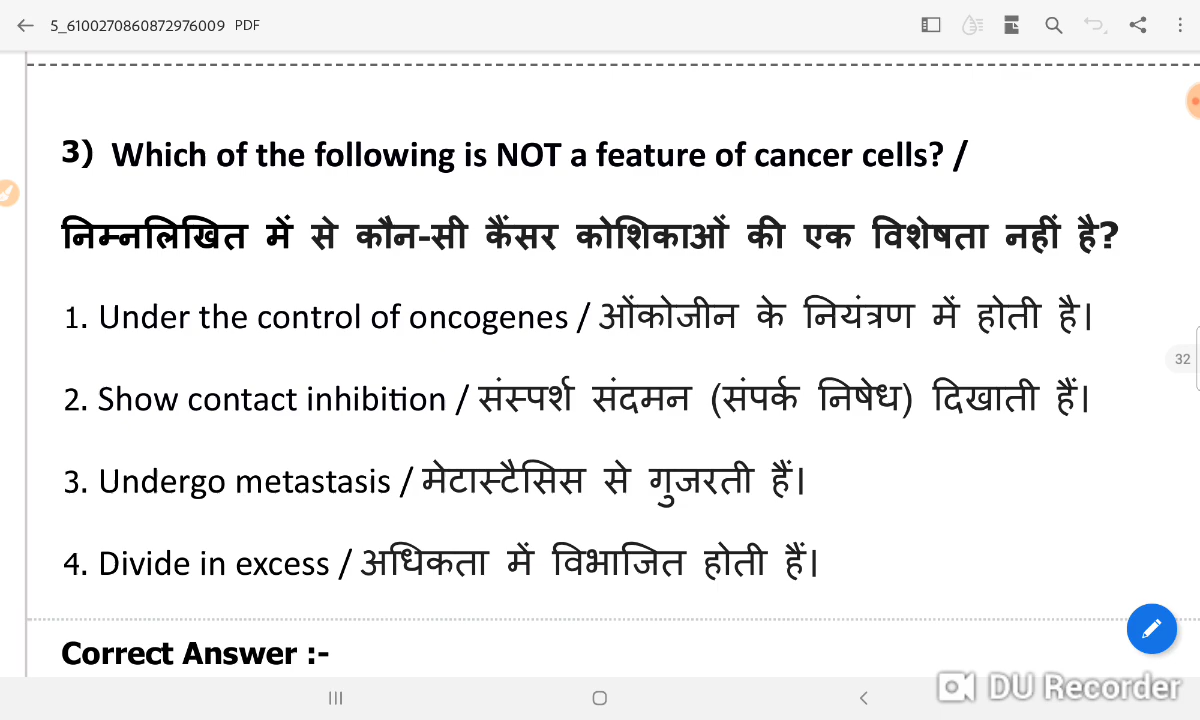 5_6100270860872976009 PDF
3) Which of the following is NOT a feature of cancer cells? /
निम्नलिखित में से कौन-सी कैंसर कोशिकाओं की एक विशेषता नहीं है?
1. Under the control of oncogenes / ओंकोजीन के नियंत्रण में होती है।
32
2. Show contact inhibition / संस्पर्श संदमन (संपर्क निषेध) दिखाती हैं।
3. Undergo metastasis / मेटास्टैसिस से गुजरती हैं।
4. Divide in excess / अधिकता में विभाजित होती हैं।
Correct Answer :-
DU Recorder